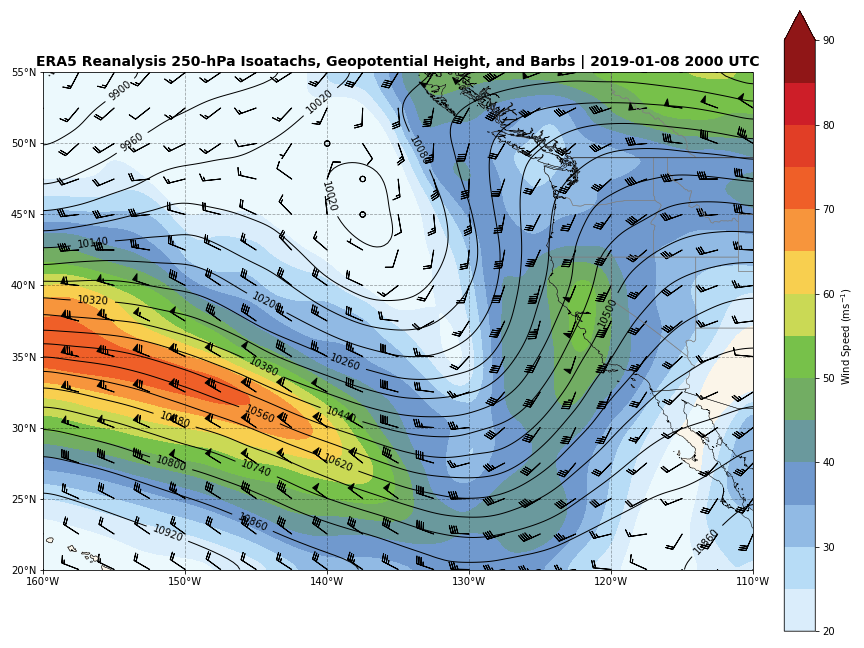 ERA5 Reanalysis 250-hPa Isoatachs, Geopotential Height, and Barbs | 2019-01-08 2000 UTC
55°N
50°N
45°N
40°N
35°N
30°N
25°N
20°N
160°W
150°W
140°W
130°W
120°W
110°W
9900
9960
10020
10080
10020
10140
10200
10320
10260
10380
10440
10500
10560
10620
10680
10740
10800
10860
10860
10920
90
80
70
60
50
40
30
20
Wind Speed (ms⁻¹)